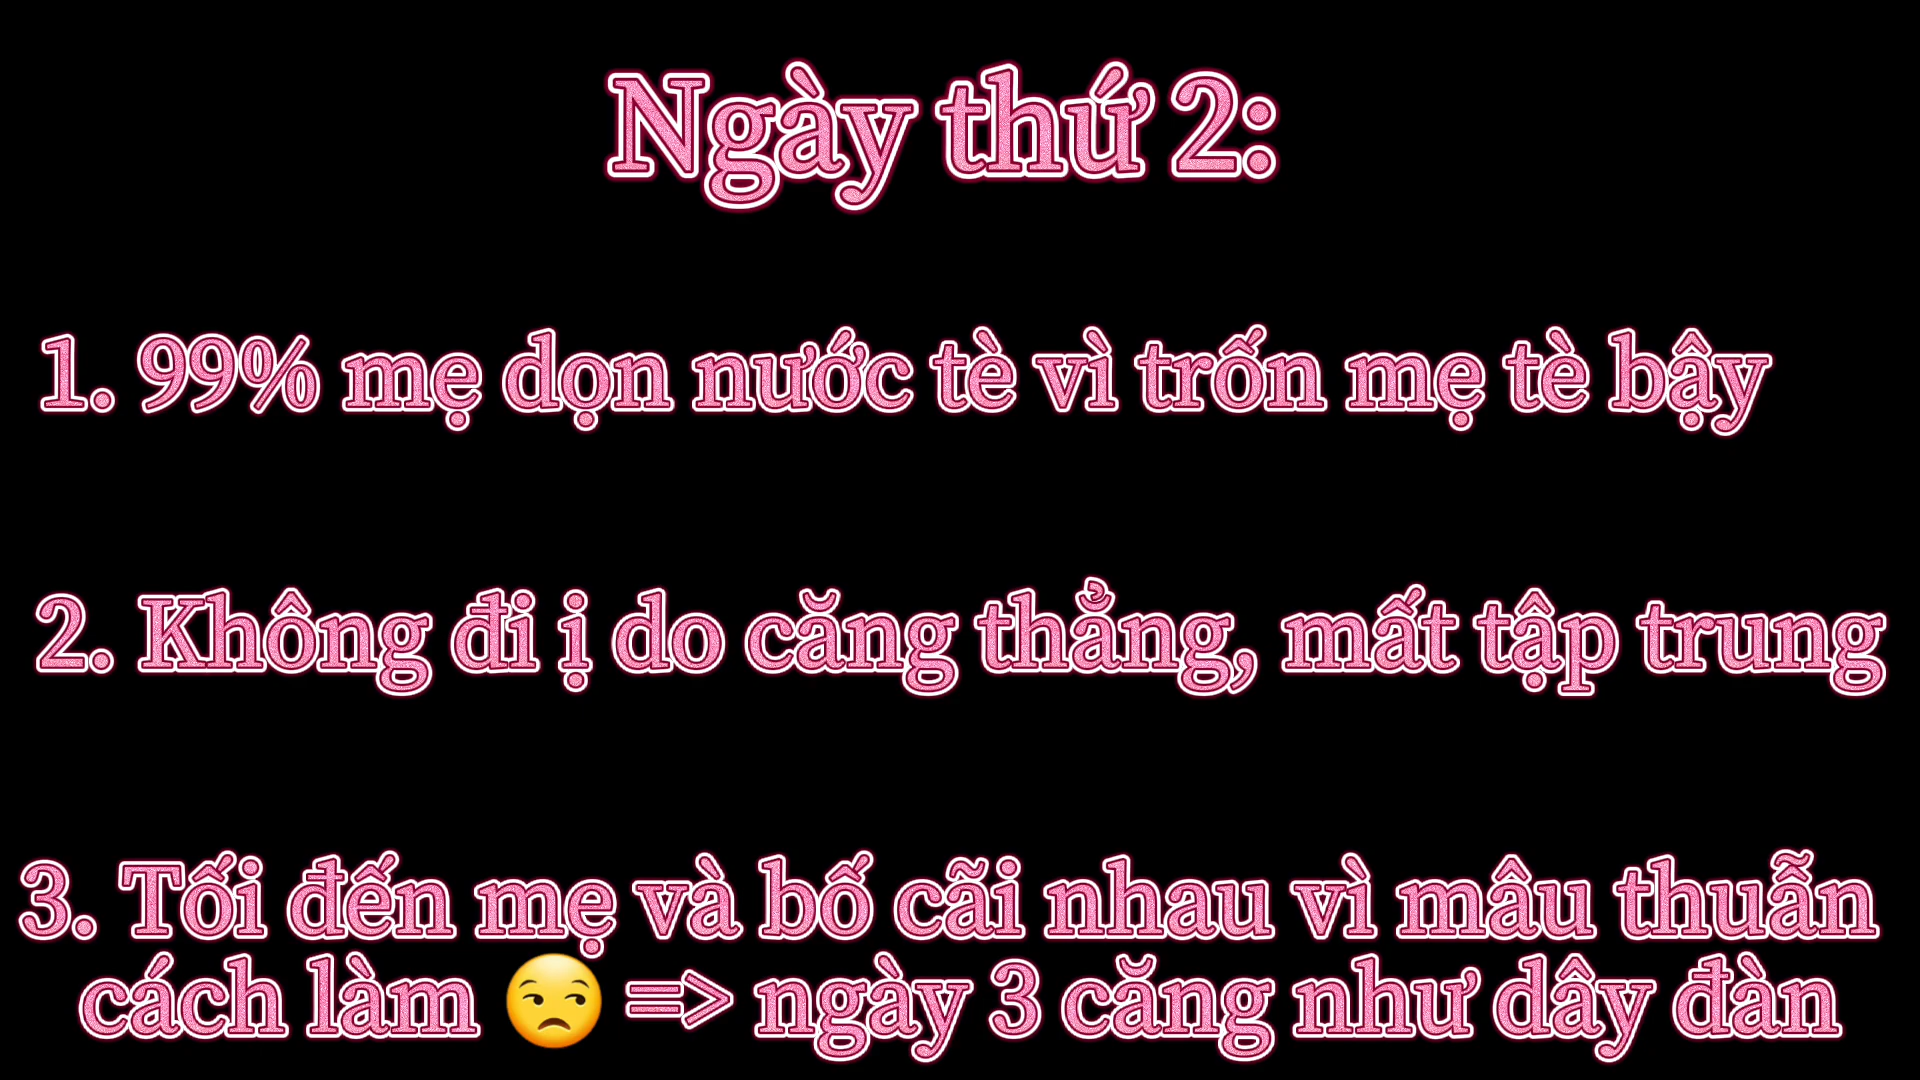 Ngày thứ 2:
1. 99% mẹ dọn nước tè vì trốn mẹ tè bậy
2. Không đi ị do căng thẳng, mất tập trung
3. Tối đến mẹ và bố cãi nhau vì mâu thuẫn
cách làm 😒 => ngày 3 căng như dây đàn